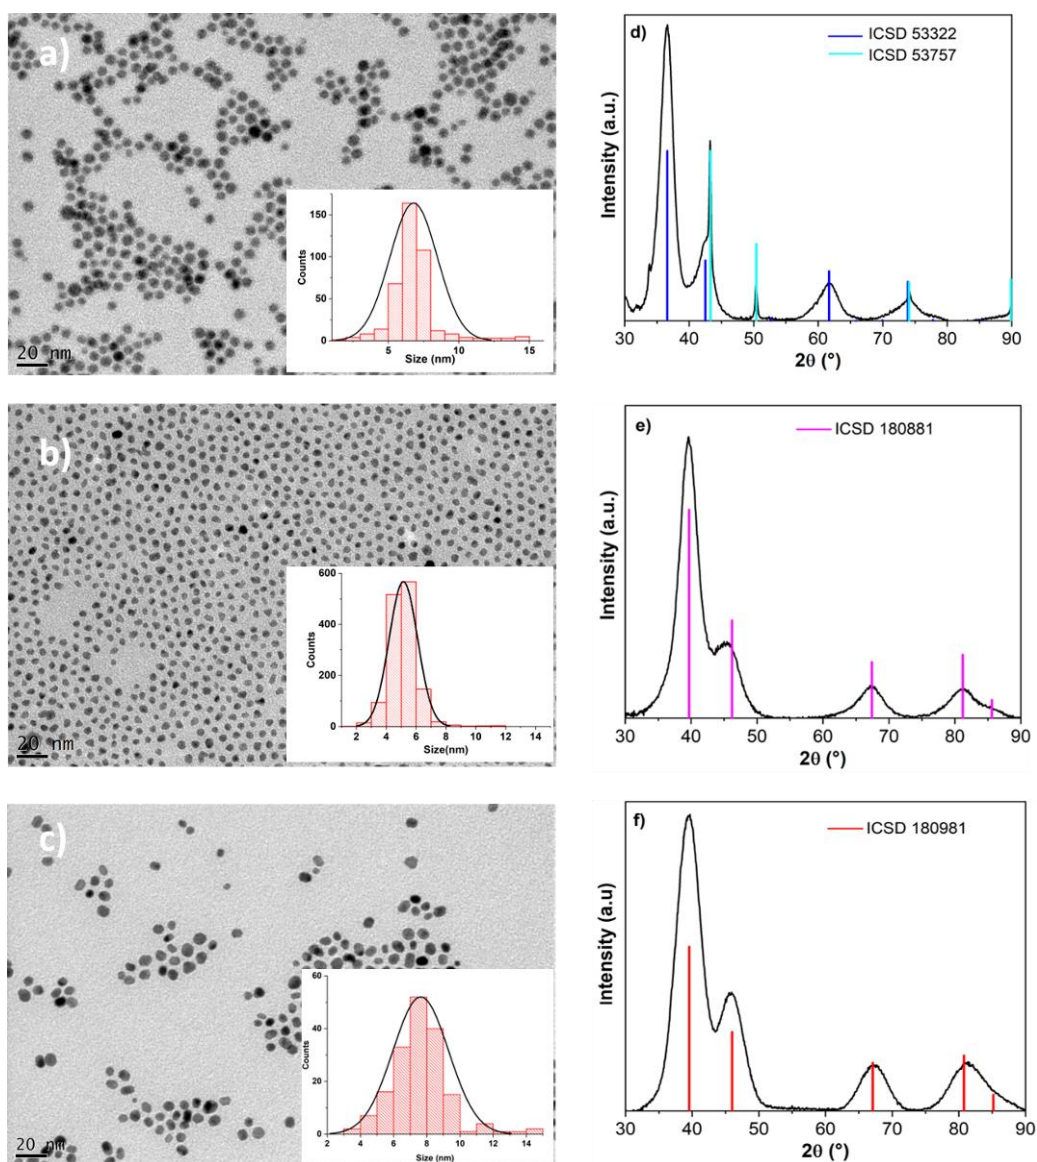 a)
150
100
50
0
Counts
5 10 15
Size (nm)
20 nm
d)
ICSD 53322
ICSD 53757
Intensity (a.u.)
30 40 50 60 70 80 90
2θ (°)
b)
600
400
200
0
Counts
2 4 6 8 10 12 14
Size(nm)
20 nm
e)
ICSD 180881
Intensity (a.u.)
30 40 50 60 70 80 90
2θ (°)
c)
60
40
20
0
Counts
2 4 6 8 10 12 14
Size (nm)
20 nm
f)
ICSD 180981
Intensity (a.u)
30 40 50 60 70 80 90
2θ (°)